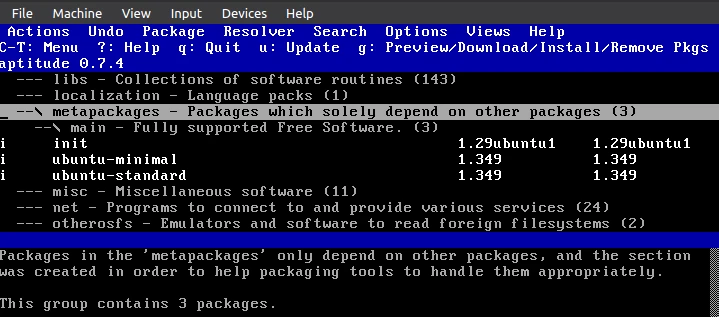 File Machine View Input Devices Help
Actions Undo Package Resolver Search Options Views Help
C-T: Menu ?: Help q: Quit u: Update g: Preview/Download/Install/Remove Pkgs
aptitude 0.7.4
--- libs - Collections of software routines (143)
--- localization - Language packs (1)
--\ metapackages - Packages which solely depend on other packages (3)
--\ main - Fully supported Free Software. (3)
i init 1.29ubuntu1 1.29ubuntu1
i ubuntu-minimal 1.349 1.349
i ubuntu-standard 1.349 1.349
--- misc - Miscellaneous software (11)
--- net - Programs to connect to and provide various services (24)
--- otherosfs - Emulators and software to read foreign filesystems (2)
Packages in the 'metapackages' only depend on other packages, and the section
was created in order to help packaging tools to handle them appropriately.
This group contains 3 packages.